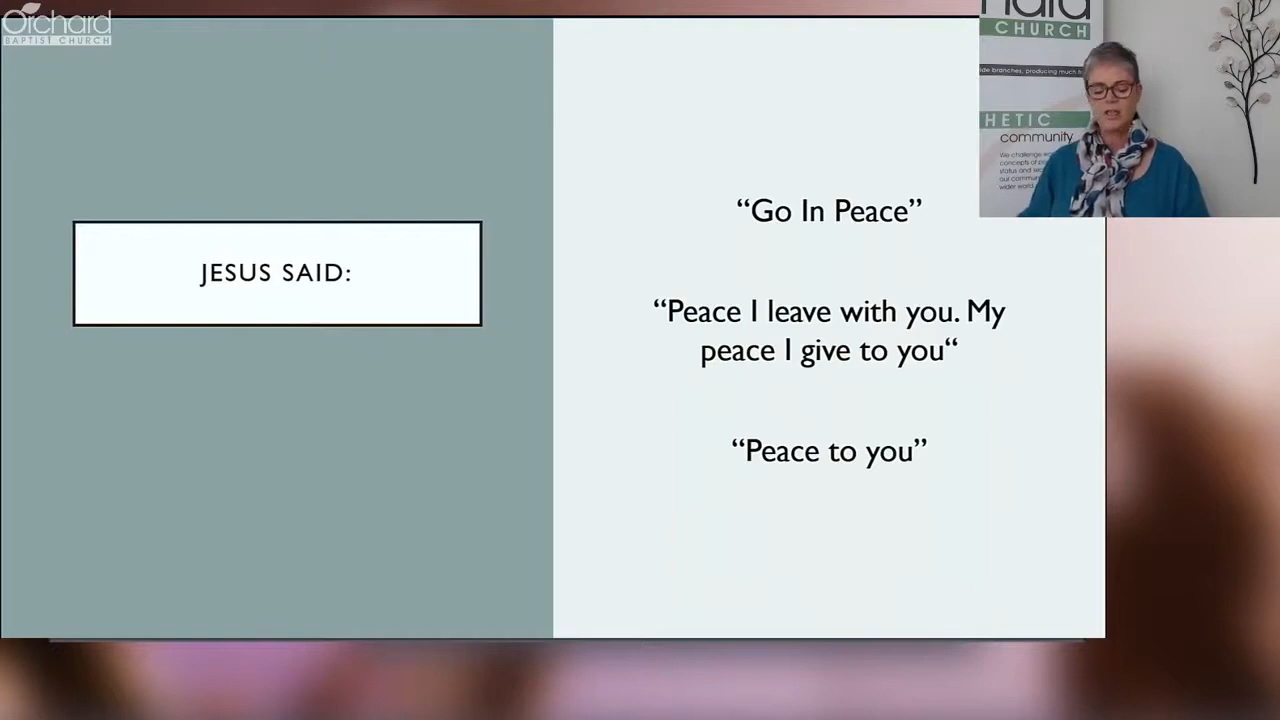 Orchard
BAPTIST CHURCH
CHURCH
HETIC
community
JESUS SAID:
“Go In Peace”
“Peace I leave with you. My
peace I give to you“
“Peace to you”